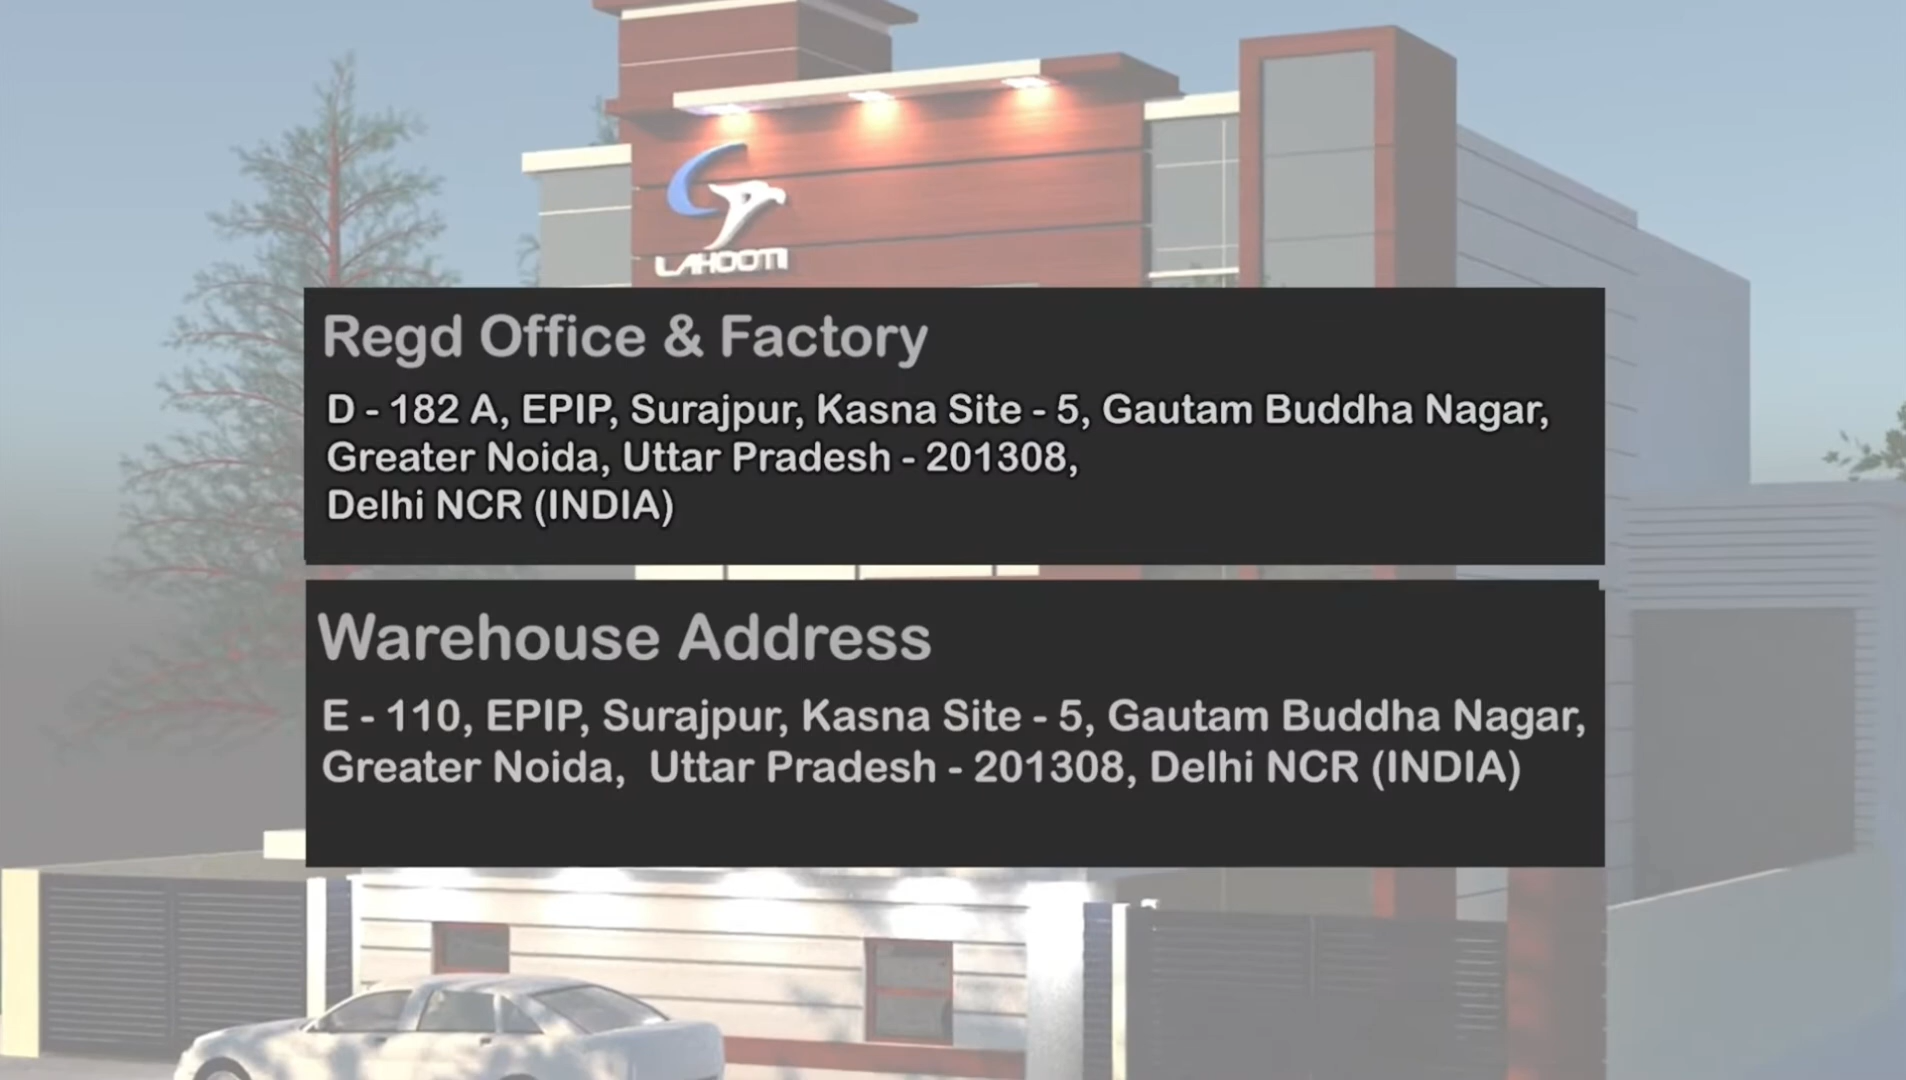 LAHOOTI
Regd Office & Factory
D - 182 A, EPIP, Surajpur, Kasna Site - 5, Gautam Buddha Nagar,
Greater Noida, Uttar Pradesh - 201308,
Delhi NCR (INDIA)
Warehouse Address
E - 110, EPIP, Surajpur, Kasna Site - 5, Gautam Buddha Nagar,
Greater Noida,  Uttar Pradesh - 201308, Delhi NCR (INDIA)